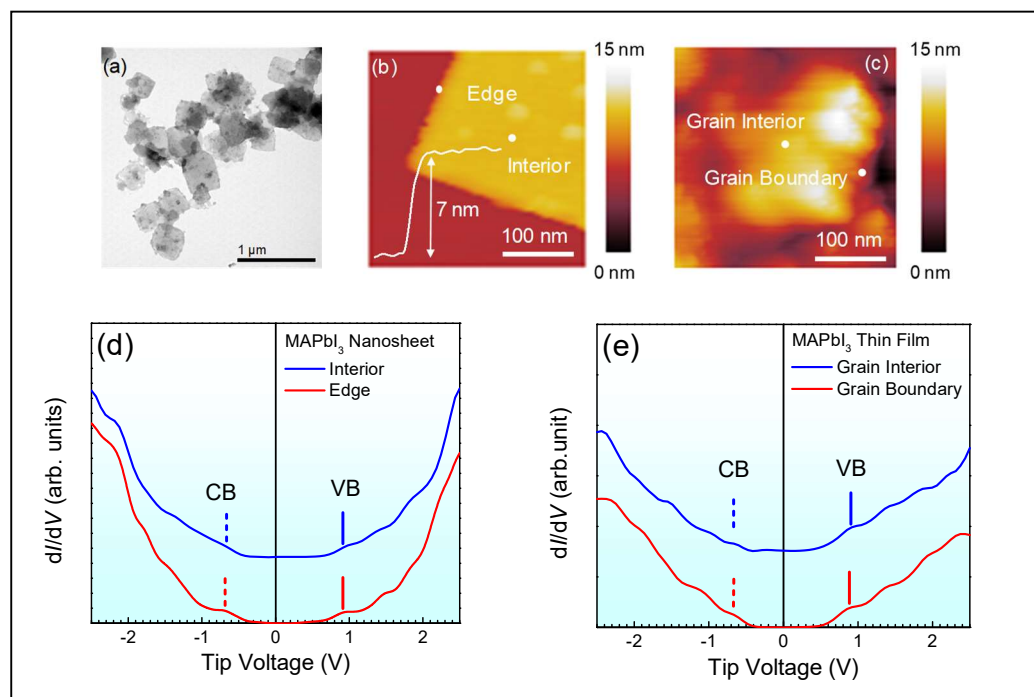 (a)
1 µm
(b)
Edge
Interior
7 nm
100 nm
15 nm
0 nm
(c)
Grain Interior
Grain Boundary
100 nm
15 nm
0 nm
(d)
MAPbI₃ Nanosheet
Interior
Edge
CB
VB
dI/dV (arb. units)
-2 -1 0 1 2
Tip Voltage (V)
(e)
MAPbI₃ Thin Film
Grain Interior
Grain Boundary
CB
VB
dI/dV (arb.unit)
-2 -1 0 1 2
Tip Voltage (V)